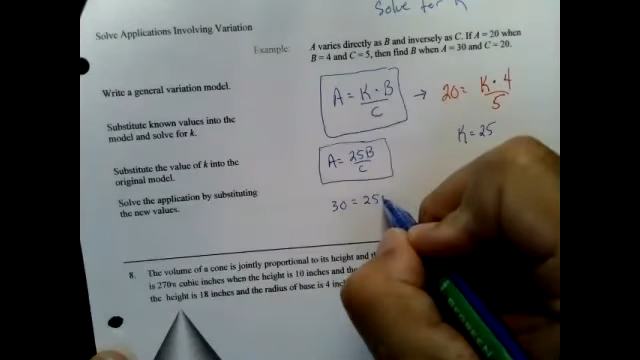 Solve for K
Solve Applications Involving Variation
Example: A varies directly as B and inversely as C. If A = 20 when
B = 4 and C = 5, then find B when A = 30 and C = 20.
Write a general variation model.
A = K · B / C → 20 = K · 4 / 5
Substitute known values into the
model and solve for k.
K = 25
Substitute the value of k into the
original model.
A = 25B / C
Solve the application by substituting
the new values.
30 = 25
8. The volume of a cone is jointly proportional to its height and th
is 270π cubic inches when the height is 10 inches and the
the height is 18 inches and the radius of base is 4 inc